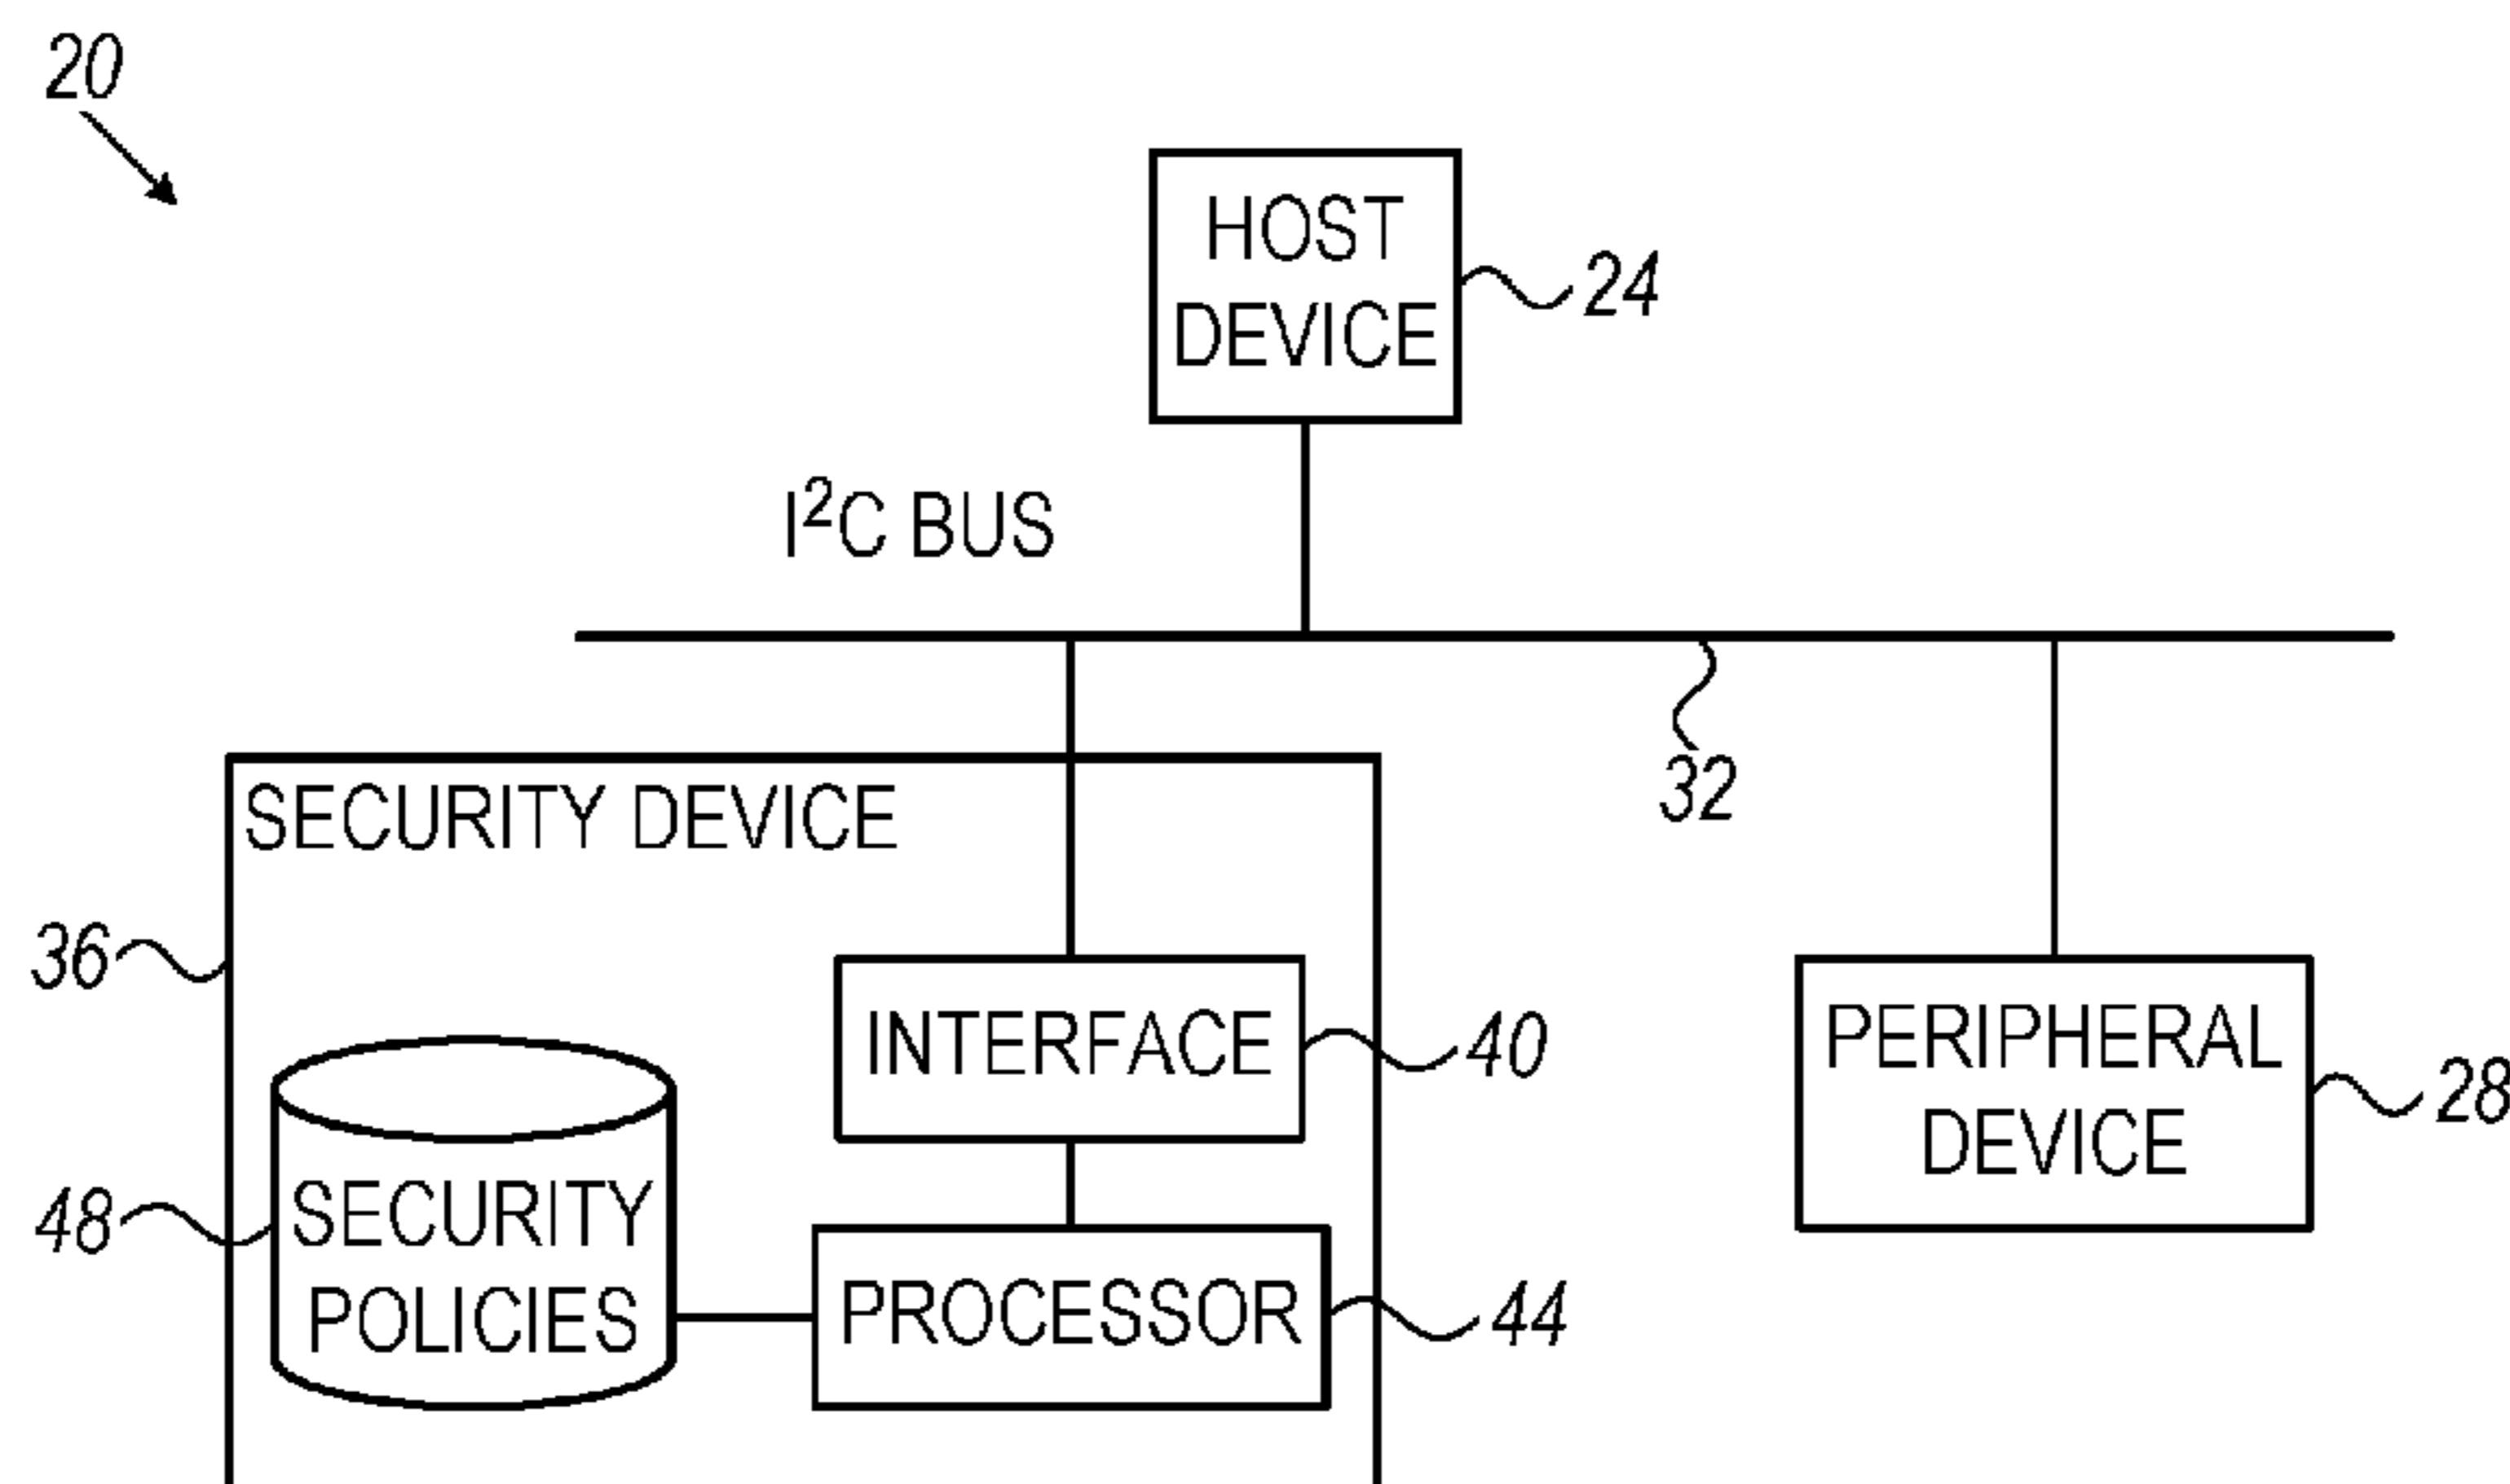 20
HOST
DEVICE
24
I²C BUS
32
SECURITY DEVICE
36
INTERFACE
40
PERIPHERAL
DEVICE
28
48
SECURITY
POLICIES
PROCESSOR
44